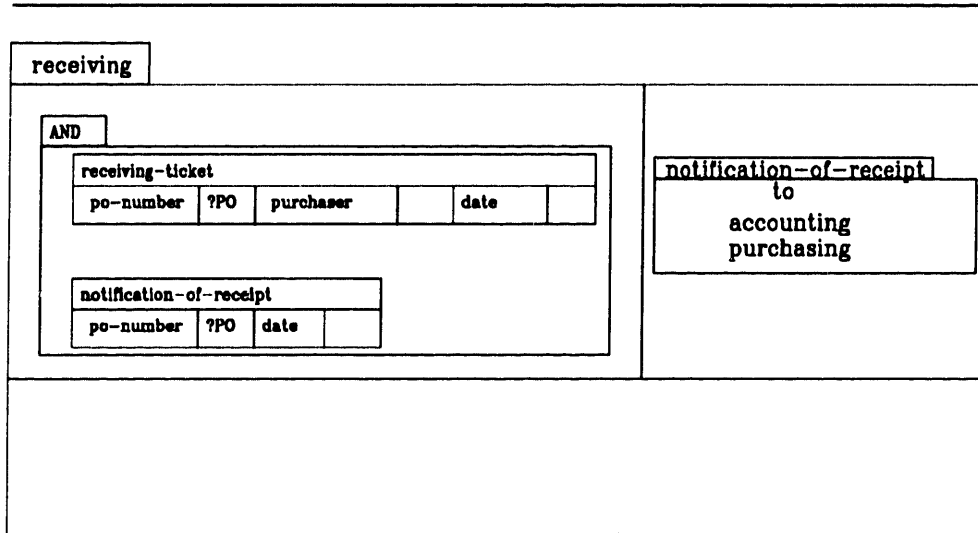 receiving
AND
receiving-ticket
po-number ?PO purchaser date
notification-of-receipt
po-number ?PO date
notification-of-receipt
to
accounting
purchasing